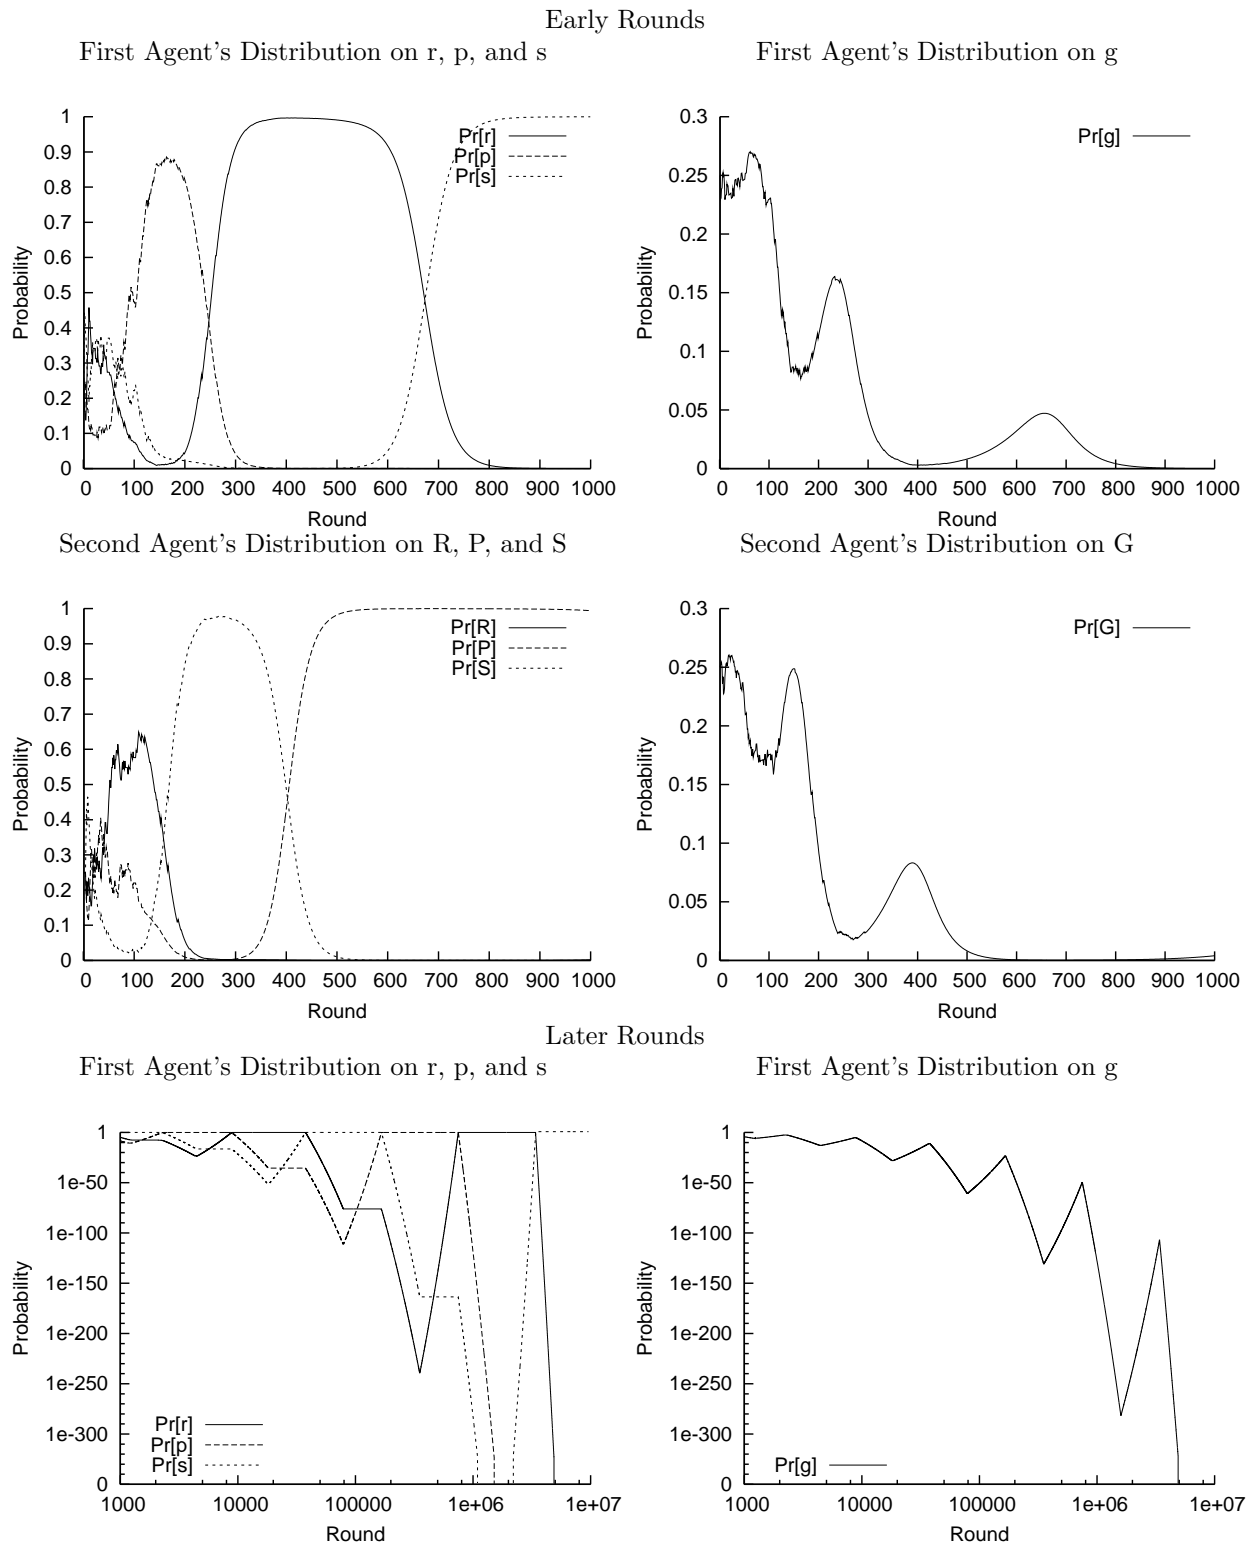 Early Rounds
First Agent's Distribution on r, p, and s
First Agent's Distribution on g
1
0.9
0.8
0.7
0.6
0.5
0.4
0.3
0.2
0.1
0
0 100 200 300 400 500 600 700 800 900 1000
Probability
Round
Pr[r]
Pr[p]
Pr[s]
0.3
0.25
0.2
0.15
0.1
0.05
0
0 100 200 300 400 500 600 700 800 900 1000
Probability
Round
Pr[g]
Second Agent's Distribution on R, P, and S
Second Agent's Distribution on G
1
0.9
0.8
0.7
0.6
0.5
0.4
0.3
0.2
0.1
0
0 100 200 300 400 500 600 700 800 900 1000
Probability
Round
Pr[R]
Pr[P]
Pr[S]
0.3
0.25
0.2
0.15
0.1
0.05
0
0 100 200 300 400 500 600 700 800 900 1000
Probability
Round
Pr[G]
Later Rounds
First Agent's Distribution on r, p, and s
First Agent's Distribution on g
1
1e-50
1e-100
1e-150
1e-200
1e-250
1e-300
0
1000 10000 100000 1e+06 1e+07
Probability
Round
Pr[r]
Pr[p]
Pr[s]
1
1e-50
1e-100
1e-150
1e-200
1e-250
1e-300
0
1000 10000 100000 1e+06 1e+07
Probability
Round
Pr[g]